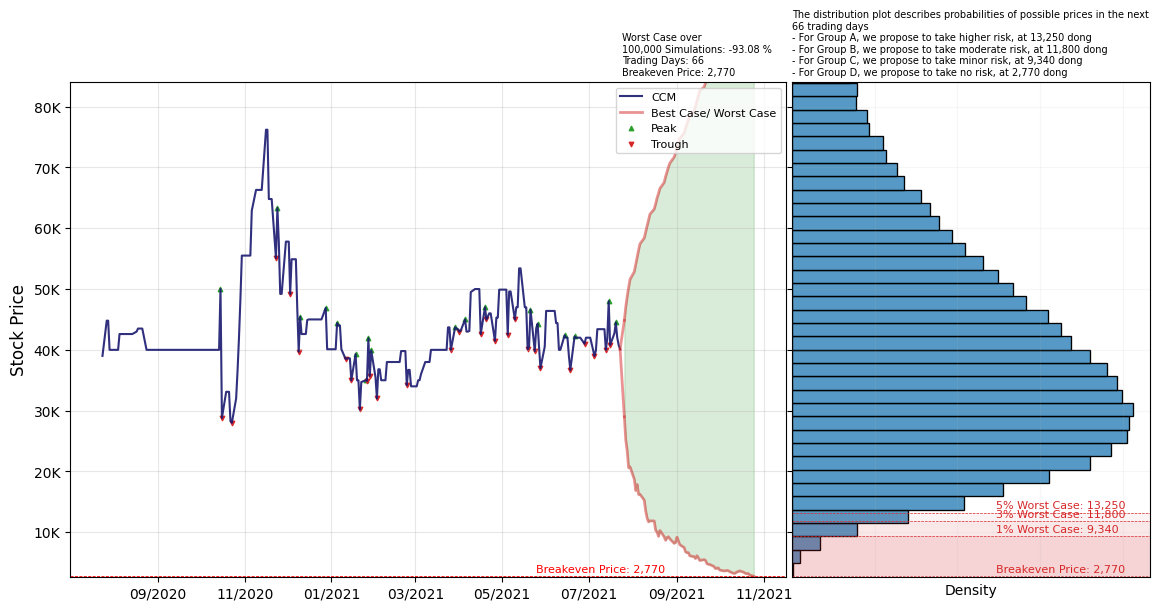 The distribution plot describes probabilities of possible prices in the next
66 trading days
- For Group A, we propose to take higher risk, at 13,250 dong
- For Group B, we propose to take moderate risk, at 11,800 dong
- For Group C, we propose to take minor risk, at 9,340 dong
- For Group D, we propose to take no risk, at 2,770 dong
Worst Case over
100,000 Simulations: -93.08 %
Trading Days: 66
Breakeven Price: 2,770
CCM
Best Case/ Worst Case
Peak
Trough
Stock Price
80K
70K
60K
50K
40K
30K
20K
10K
Breakeven Price: 2,770
09/2020
11/2020
01/2021
03/2021
05/2021
07/2021
09/2021
11/2021
5% Worst Case: 13,250
3% Worst Case: 11,800
1% Worst Case: 9,340
Breakeven Price: 2,770
Density